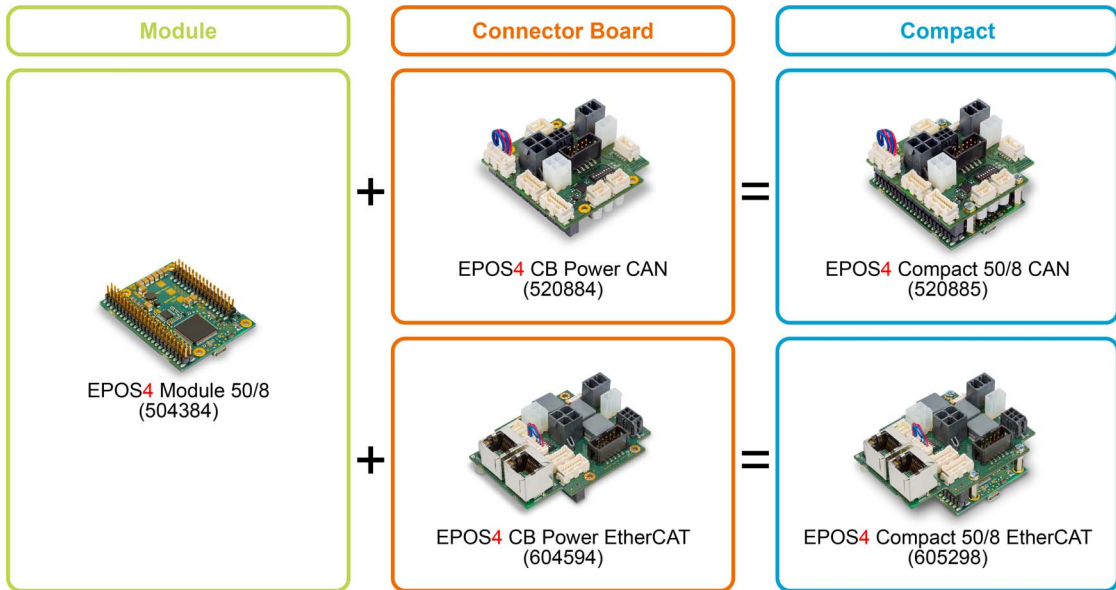 Module
Connector Board
Compact
EPOS4 Module 50/8
(504384)
+
EPOS4 CB Power CAN
(520884)
=
EPOS4 Compact 50/8 CAN
(520885)
+
EPOS4 CB Power EtherCAT
(604594)
=
EPOS4 Compact 50/8 EtherCAT
(605298)